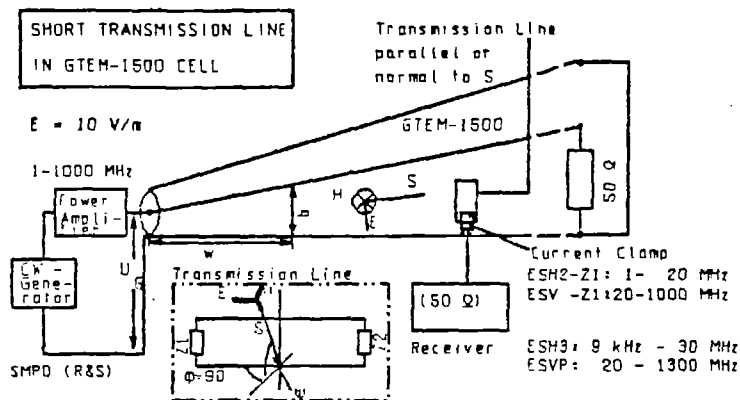 SHORT TRANSMISSION LINE
IN GTEM-1500 CELL
Transmission Line
parallel or
normal to S
E = 10 V/m
GTEM-1500
1-1000 MHz
Power
Ampli-
fier
H
S
E
50 Ω
b
w
U
G
CW-
Gene-
rator
Current Clamp
ESH2-Z1: 1- 20 MHz
ESV -Z1:20-1000 MHz
Transmission Line
E
H
S
Z1
Z2
Φ=90
(50 Ω)
Receiver
ESH3: 9 kHz - 30 MHz
ESVP: 20 - 1300 MHz
SMPD (R&S)